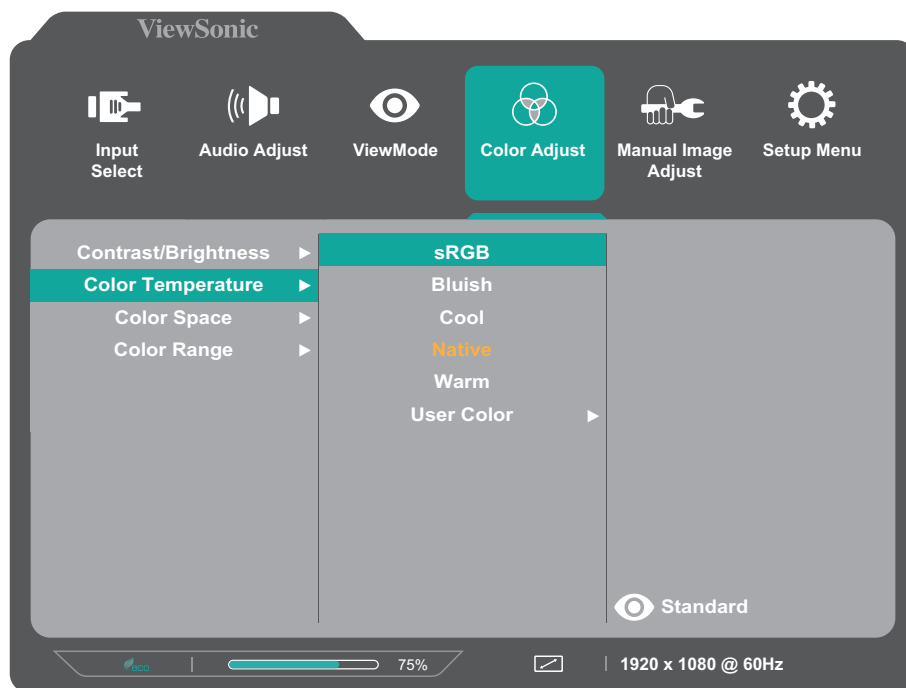 ViewSonic
Input
Select
Audio Adjust
ViewMode
Color Adjust
Manual Image
Adjust
Setup Menu
Contrast/Brightness
Color Temperature
Color Space
Color Range
sRGB
Bluish
Cool
Native
Warm
User Color
Standard
eco
75%
1920 x 1080 @ 60Hz